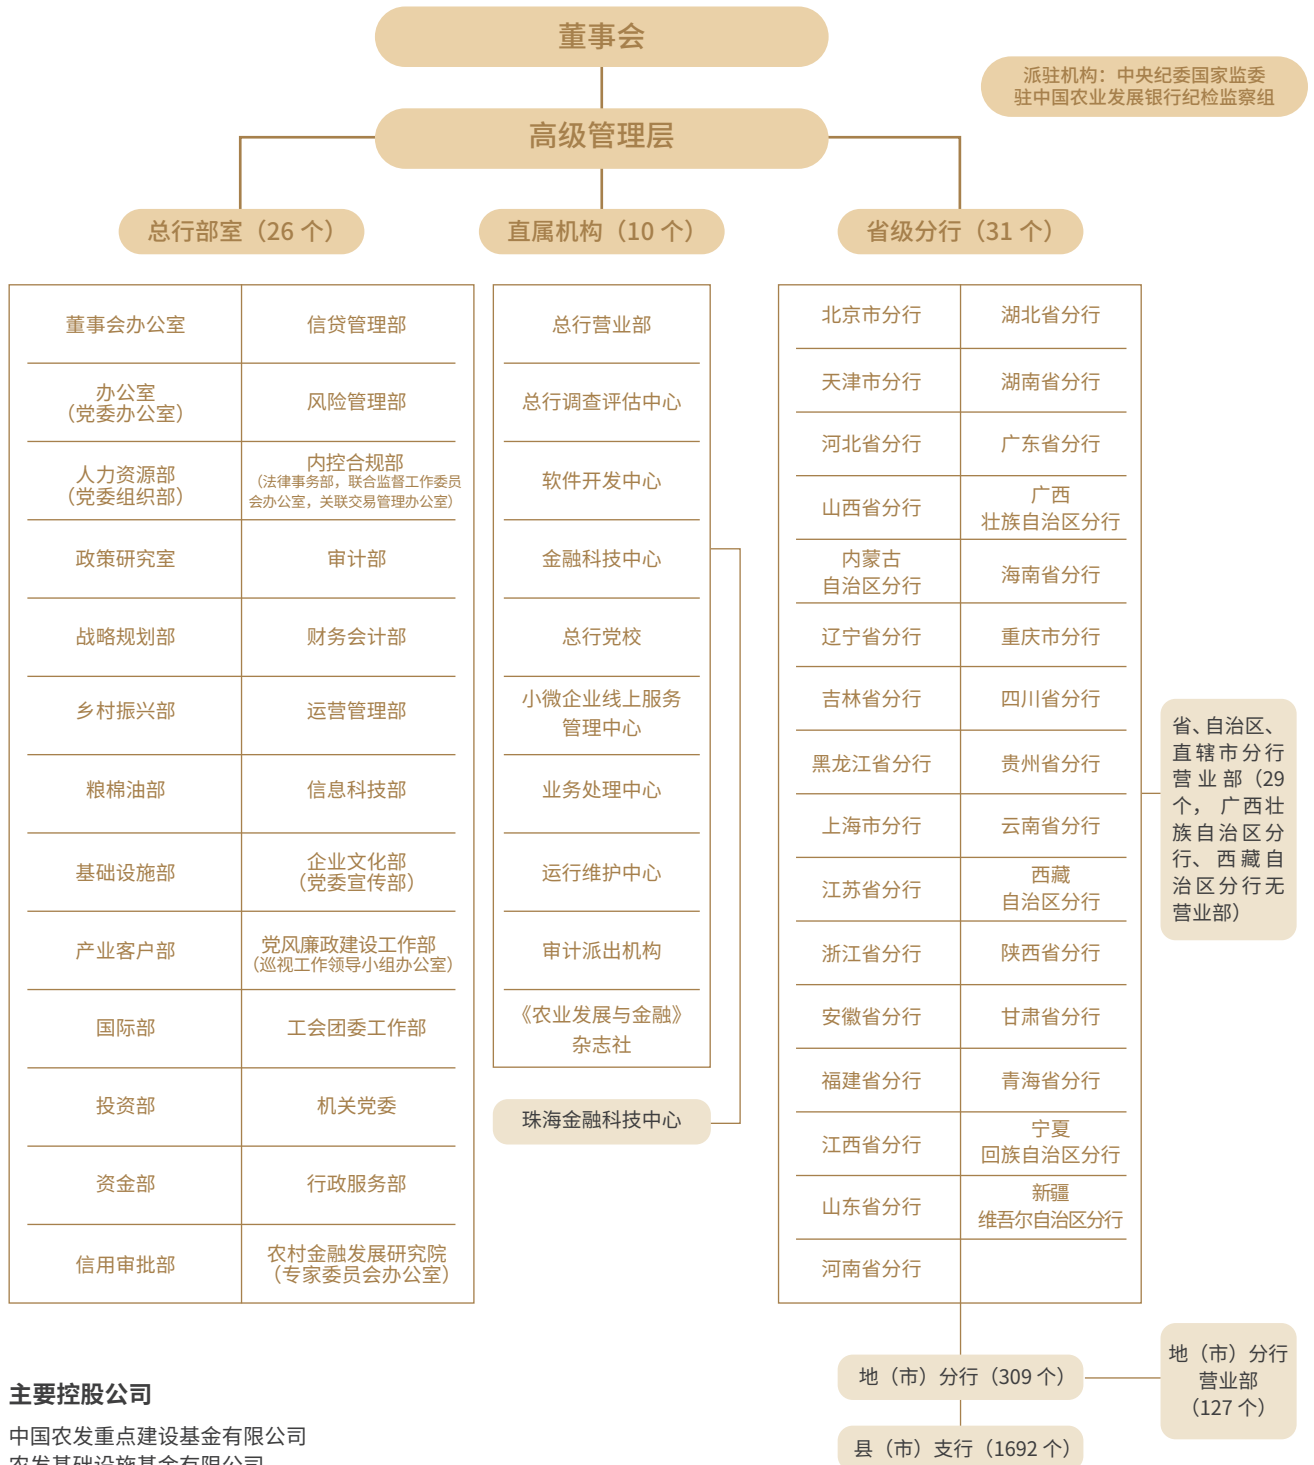 董事会
派驻机构：中央纪委国家监委
驻中国农业发展银行纪检监察组
高级管理层
总行部室（26 个）
直属机构（10 个）
省级分行（31 个）
董事会办公室
办公室
（党委办公室）
人力资源部
（党委组织部）
政策研究室
战略规划部
乡村振兴部
粮棉油部
基础设施部
产业客户部
国际部
投资部
资金部
信用审批部
信贷管理部
风险管理部
内控合规部
（法律事务部，联合监督工作委员
会办公室，关联交易管理办公室）
审计部
财务会计部
运营管理部
信息科技部
企业文化部
（党委宣传部）
党风廉政建设工作部
（巡视工作领导小组办公室）
工会团委工作部
机关党委
行政服务部
农村金融发展研究院
（专家委员会办公室）
总行营业部
总行调查评估中心
软件开发中心
金融科技中心
总行党校
小微企业线上服务
管理中心
业务处理中心
运行维护中心
审计派出机构
《农业发展与金融》
杂志社
珠海金融科技中心
北京市分行
天津市分行
河北省分行
山西省分行
内蒙古
自治区分行
辽宁省分行
吉林省分行
黑龙江省分行
上海市分行
江苏省分行
浙江省分行
安徽省分行
福建省分行
江西省分行
山东省分行
河南省分行
湖北省分行
湖南省分行
广东省分行
广西
壮族自治区分行
海南省分行
重庆市分行
四川省分行
贵州省分行
云南省分行
西藏
自治区分行
陕西省分行
甘肃省分行
青海省分行
宁夏
回族自治区分行
新疆
维吾尔自治区分行
省、自治区、
直辖市分行
营业部（29
个，广西壮
族自治区分
行、西藏自
治区分行无
营业部）
地（市）分行（309 个）
地（市）分行
营业部
（127 个）
县（市）支行（1692 个）
主要控股公司
中国农发重点建设基金有限公司
农发基础设施基金有限公司